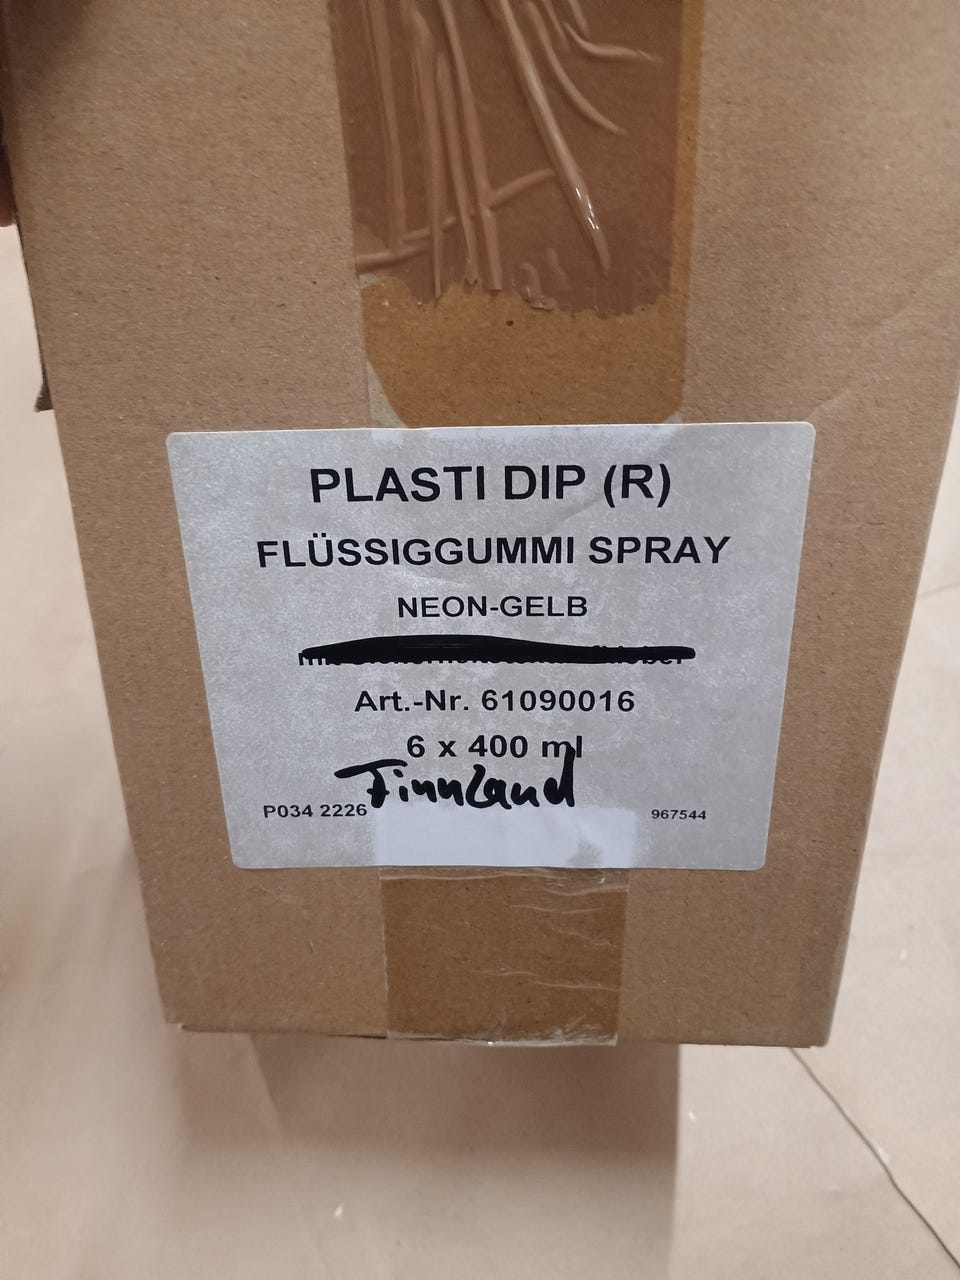 PLASTI DIP (R)
FLÜSSIGGUMMI SPRAY
NEON-GELB
Art.-Nr. 61090016
6 x 400 ml
Finnland
P034 2226
967544